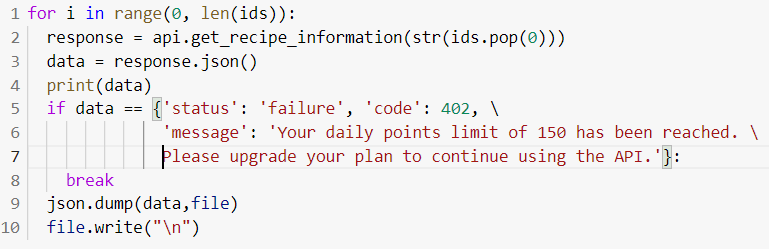 1 for i in range(0, len(ids)):
2   response = api.get_recipe_information(str(ids.pop(0)))
3   data = response.json()
4   print(data)
5   if data == {'status': 'failure', 'code': 402, \
6              'message': 'Your daily points limit of 150 has been reached. \
7              Please upgrade your plan to continue using the API.'}:
8     break
9   json.dump(data,file)
10   file.write("\n")